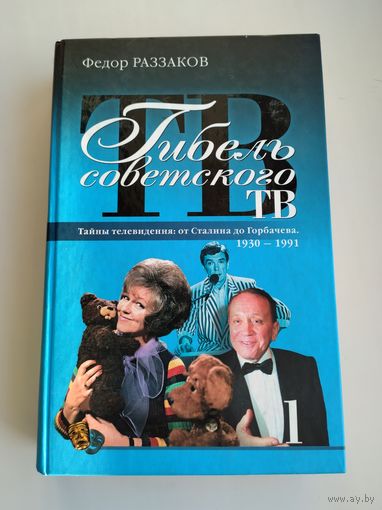 Федор РАЗЗАКОВ
ТВ
Гибель
советского
ТВ
Тайны телевидения: от Сталина до Горбачева.
1930 – 1991
1
www.ay.by